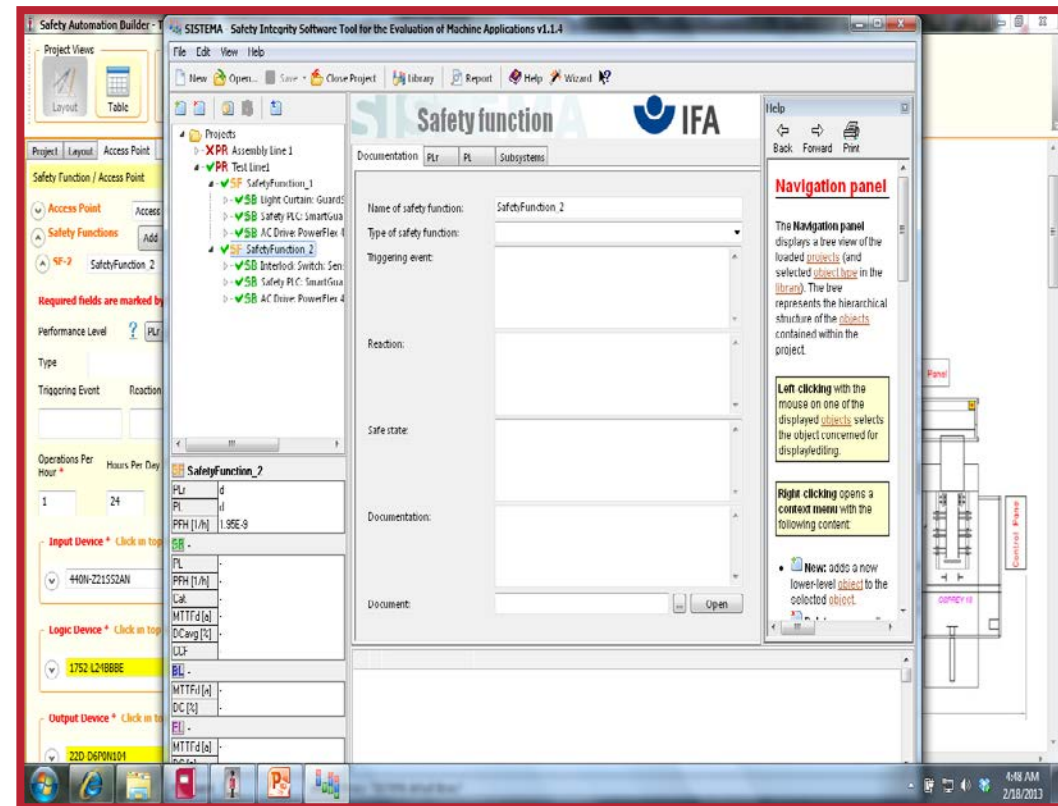 Safety Automation Builder - T
Project Views
Layout
Table
Project
Layout
Access Point
Safety Function / Access Point
Access Point
Access
Safety Functions
Add
SF-2
SafetyFunction_2
Required fields are marked by
Performance Level
?
PLr
Type
Triggering Event
Reaction
Operations Per
Hour *
Hours Per Day
1
24
Input Device * Click in top
440N-Z21SS2AN
Logic Device * Click in top
1752-L24BBBE
Output Device * Click in to
22D-D6P0N104
SISTEMA - Safety Integrity Software Tool for the Evaluation of Machine Applications v1.1.4
File Edit View Help
New
Open...
Save
Close Project
Library
Report
Help
Wizard
Projects
PR Assembly Line 1
PR Test Line1
SF SafetyFunction_1
SB Light Curtain: GuardS
SB Safety PLC: SmartGua
SB AC Drive: PowerFlex 4
SF SafetyFunction_2
SB Interlock Switch: Sen
SB Safety PLC: SmartGua
SB AC Drive: PowerFlex 4
SF SafetyFunction_2
PLr d
PL d
PFH [1/h] 1.95E-9
SB -
PL -
PFH [1/h] -
Cat. -
MTTFd [a] -
DCavg [%] -
CCF -
BL -
MTTFd [a] -
DC [%] -
EL -
MTTFd [a] -
DC [%]
SISTEMA
Safety function
IFA
Documentation
PLr
PL
Subsystems
Name of safety function:
SafetyFunction_2
Type of safety function:
Triggering event:
Reaction:
Safe state:
Documentation:
Document:
...
Open
Help
Back
Forward
Print
Navigation panel
The Navigation panel
displays a tree view of the
loaded projects (and
selected object type in the
library). The tree
represents the hierarchical
structure of the objects
contained within the
project.
Left clicking with the
mouse on one of the
displayed objects selects
the object concerned for
display/editing.
Right clicking opens a
context menu with the
following content:
New: adds a new
lower-level object to the
selected object.
Panel
Control Pane
4:48 AM
2/18/2013